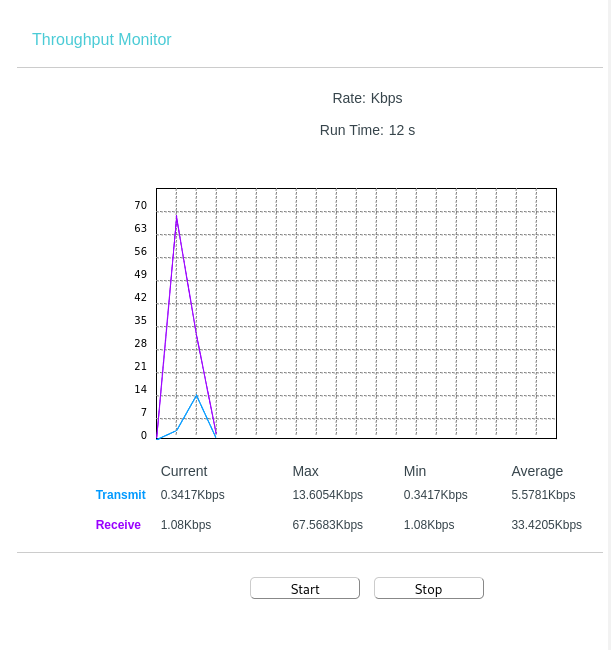 Throughput Monitor
Rate: Kbps
Run Time: 12 s
70
63
56
49
42
35
28
21
14
7
0
Current Max Min Average
Transmit 0.3417Kbps 13.6054Kbps 0.3417Kbps 5.5781Kbps
Receive 1.08Kbps 67.5683Kbps 1.08Kbps 33.4205Kbps
Start Stop